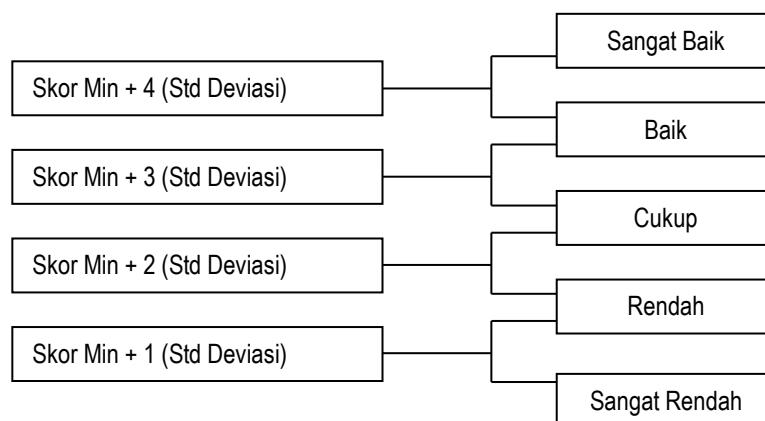 Sangat Baik
Skor Min + 4 (Std Deviasi)
Baik
Skor Min + 3 (Std Deviasi)
Cukup
Skor Min + 2 (Std Deviasi)
Rendah
Skor Min + 1 (Std Deviasi)
Sangat Rendah